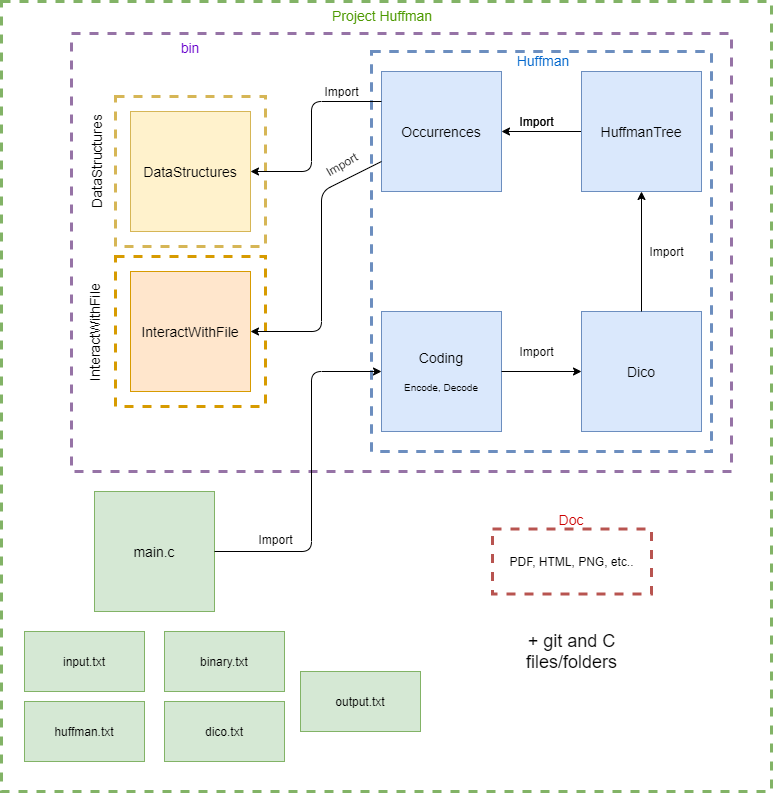 Project Huffman
bin
Huffman
DataStructures
DataStructures
Import
Occurrences
Import
HuffmanTree
Import
Import
InteractWithFile
InteractWithFile
Coding
Encode, Decode
Import
Dico
main.c
Import
Doc
PDF, HTML, PNG, etc..
+ git and C
files/folders
input.txt
binary.txt
output.txt
huffman.txt
dico.txt